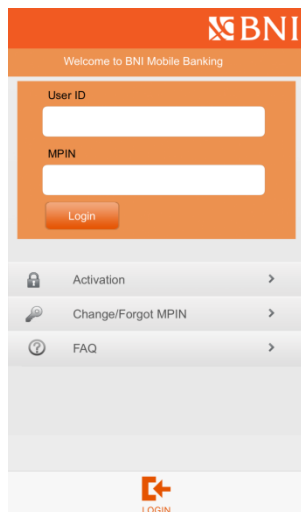 BNI
Welcome to BNI Mobile Banking
User ID
MPIN
Login
Activation
Change/Forgot MPIN
FAQ
LOGIN